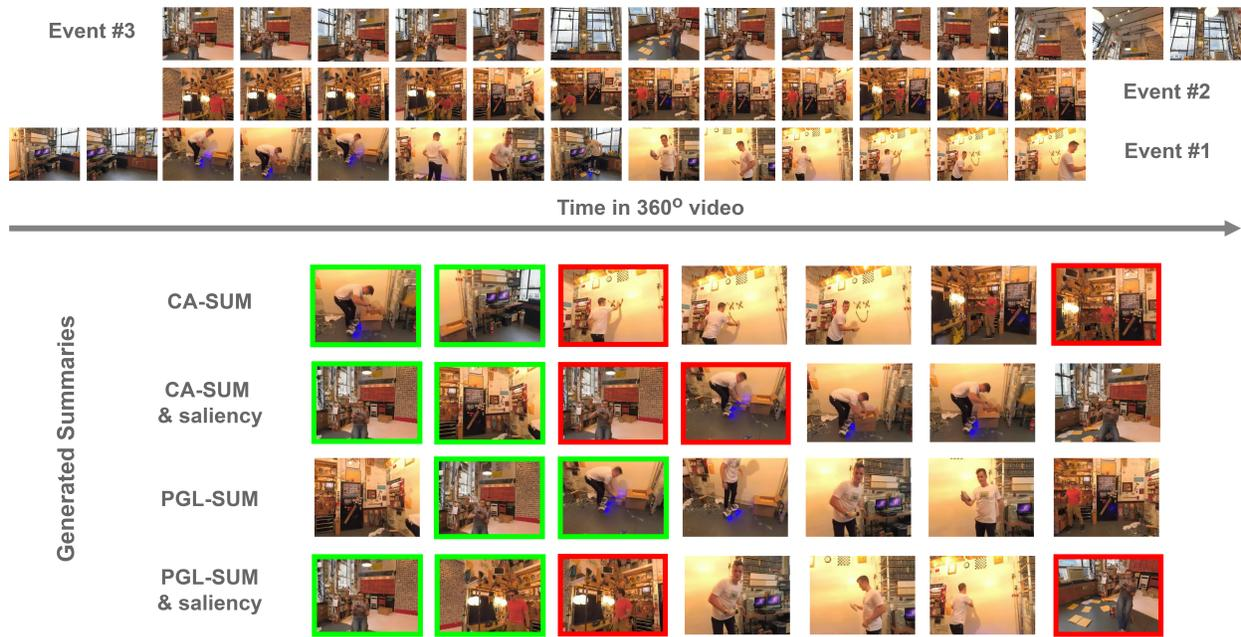 Event #3
Event #2
Event #1
Time in 360º video
Generated Summaries
CA-SUM
CA-SUM
& saliency
PGL-SUM
PGL-SUM
& saliency